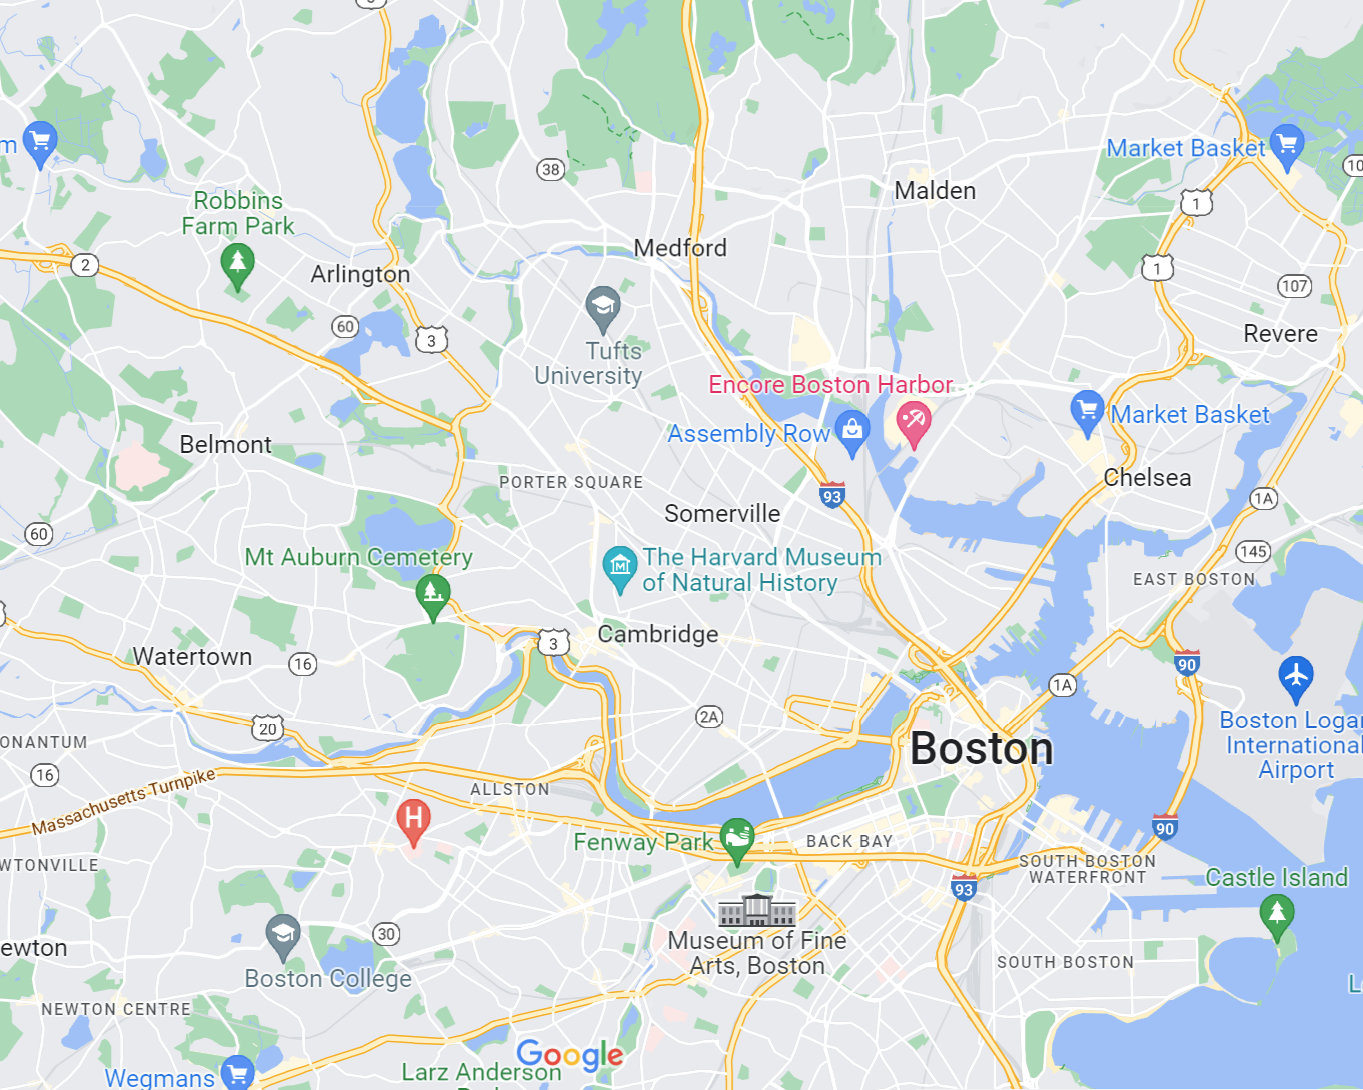 3
m
Market Basket
10
38
Malden
1
Robbins
Farm Park
2
Arlington
Medford
1
107
60
3
Revere
Tufts
University
Encore Boston Harbor
Assembly Row
Market Basket
Belmont
PORTER SQUARE
93
Chelsea
1A
Somerville
60
145
Mt Auburn Cemetery
The Harvard Museum
of Natural History
EAST BOSTON
Cambridge
3
Watertown
16
90
1A
2A
20
Boston Logan
International
Airport
ONANTUM
Boston
16
Massachusetts Turnpike
ALLSTON
H
Fenway Park
BACK BAY
90
WTONVILLE
SOUTH BOSTON
WATERFRONT
93
Castle Island
30
Museum of Fine
Arts, Boston
ewton
Boston College
SOUTH BOSTON
L
NEWTON CENTRE
Google
Larz Anderson
Wegmans